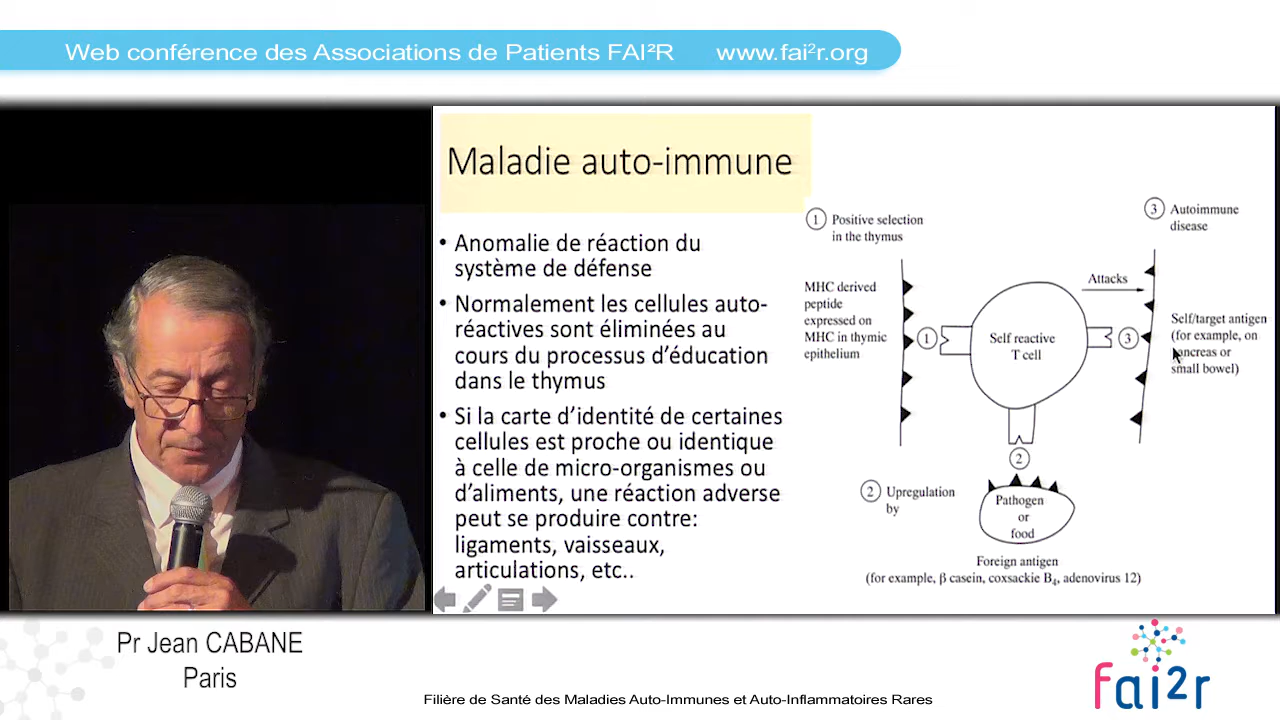 Web conférence des Associations de Patients FAI²R www.fai²r.org
Maladie auto-immune
• Anomalie de réaction du
système de défense
• Normalement les cellules auto-
réactives sont éliminées au
cours du processus d'éducation
dans le thymus
• Si la carte d'identité de certaines
cellules est proche ou identique
à celle de micro-organismes ou
d'aliments, une réaction adverse
peut se produire contre:
ligaments, vaisseaux,
articulations, etc..
1 Positive selection
in the thymus
MHC derived
peptide
expressed on
MHC in thymic
epithelium
1
Self reactive
T cell
3 Autoimmune
disease
Attacks
3
Self/target antigen
(for example, on
pancreas or
small bowel)
2
2 Upregulation
by
Pathogen
or
food
Foreign antigen
(for example, β casein, coxsackie B₄, adenovirus 12)
Pr Jean CABANE
Paris
Filière de Santé des Maladies Auto-Immunes et Auto-Inflammatoires Rares
fai2r